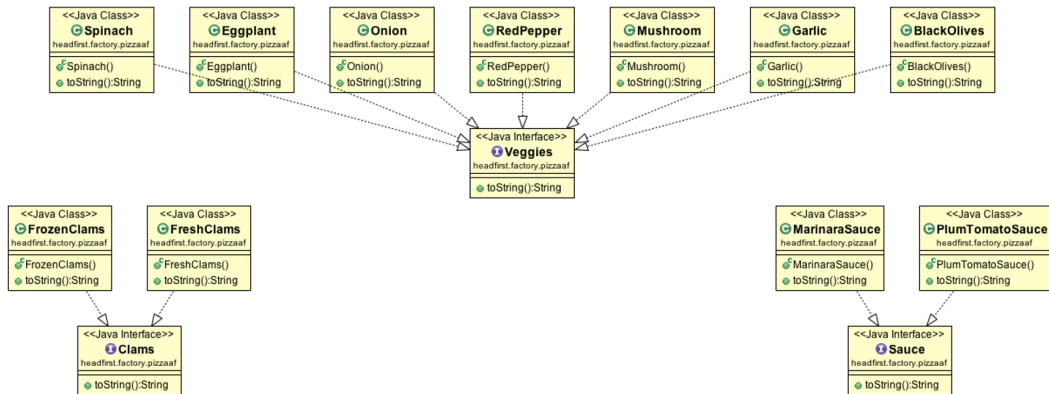 <<Java Class>>
Spinach
headfirst.factory.pizzaaf
Spinach()
toString():String
<<Java Class>>
Eggplant
headfirst.factory.pizzaaf
Eggplant()
toString():String
<<Java Class>>
Onion
headfirst.factory.pizzaaf
Onion()
toString():String
<<Java Class>>
RedPepper
headfirst.factory.pizzaaf
RedPepper()
toString():String
<<Java Class>>
Mushroom
headfirst.factory.pizzaaf
Mushroom()
toString():String
<<Java Class>>
Garlic
headfirst.factory.pizzaaf
Garlic()
toString():String
<<Java Class>>
BlackOlives
headfirst.factory.pizzaaf
BlackOlives()
toString():String
<<Java Interface>>
Veggies
headfirst.factory.pizzaaf
toString():String
<<Java Class>>
FrozenClams
headfirst.factory.pizzaaf
FrozenClams()
toString():String
<<Java Class>>
FreshClams
headfirst.factory.pizzaaf
FreshClams()
toString():String
<<Java Class>>
MarinaraSauce
headfirst.factory.pizzaaf
MarinaraSauce()
toString():String
<<Java Class>>
PlumTomatoSauce
headfirst.factory.pizzaaf
PlumTomatoSauce()
toString():String
<<Java Interface>>
Clams
headfirst.factory.pizzaaf
toString():String
<<Java Interface>>
Sauce
headfirst.factory.pizzaaf
toString():String